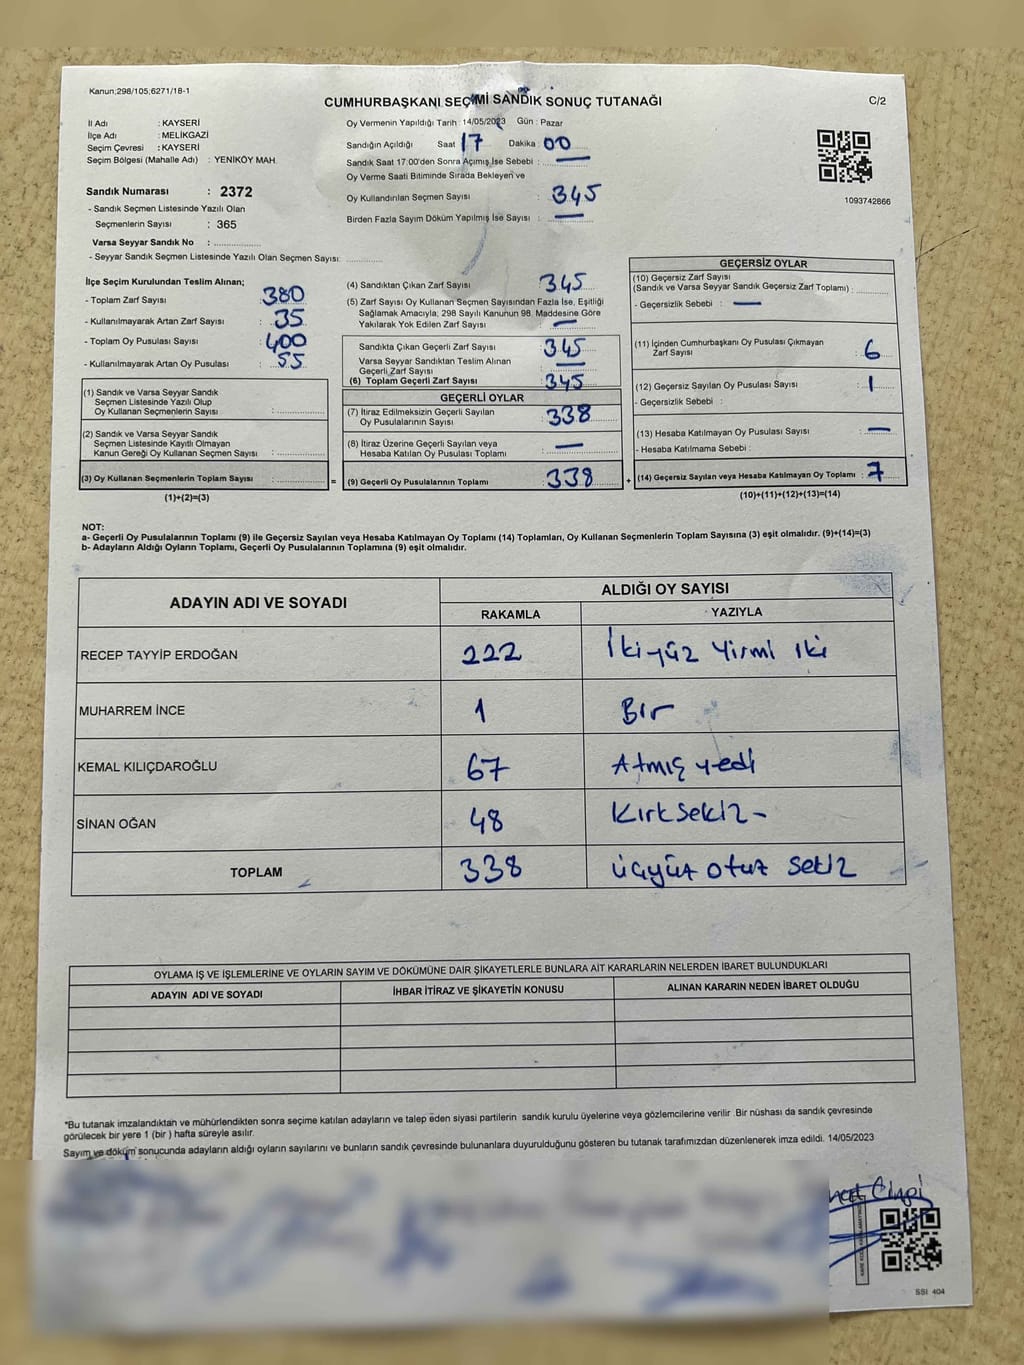 Kanun;298/105;6271/18-1
CUMHURBAŞKANI SEÇİMİ SANDIK SONUÇ TUTANAĞI
C/2
İl Adı : KAYSERİ
İlçe Adı : MELİKGAZİ
Seçim Çevresi : KAYSERİ
Seçim Bölgesi (Mahalle Adı) : YENİKÖY MAH.
Sandık Numarası : 2372
- Sandık Seçmen Listesinde Yazılı Olan
Seçmenlerin Sayısı : 365
Varsa Seyyar Sandık No :
- Seyyar Sandık Seçmen Listesinde Yazılı Olan Seçmen Sayısı:
Oy Vermenin Yapıldığı Tarih : 14/05/2023 Gün : Pazar
Sandığın Açıldığı Saat 17 Dakika 00
Sandık Saat 17:00'den Sonra Açımış İse Sebebi : —
Oy Verme Saati Bitiminde Sırada Bekleyen ve
Oy Kullandırılan Seçmen Sayısı : 345
Birden Fazla Sayım Döküm Yapılmış İse Sayısı : —
1093742866
İlçe Seçim Kurulundan Teslim Alınan;
- Toplam Zarf Sayısı : 380
- Kullanılmayarak Artan Zarf Sayısı : 35
- Toplam Oy Pusulası Sayısı : 400
- Kullanılmayarak Artan Oy Pusulası : 55
(1) Sandık ve Varsa Seyyar Sandık
Seçmen Listesinde Yazılı Olup
Oy Kullanan Seçmenlerin Sayısı :
(2) Sandık ve Varsa Seyyar Sandık
Seçmen Listesinde Kayıtlı Olmayan
Kanun Gereği Oy Kullanan Seçmen Sayısı :
(3) Oy Kullanan Seçmenlerin Toplam Sayısı :
(1)+(2)=(3)
=
(4) Sandıktan Çıkan Zarf Sayısı : 345
(5) Zarf Sayısı Oy Kullanan Seçmen Sayısından Fazla İse, Eşitliği
Sağlamak Amacıyla, 298 Sayılı Kanunun 98. Maddesine Göre
Yakılarak Yok Edilen Zarf Sayısı : —
Sandıkta Çıkan Geçerli Zarf Sayısı : 345
Varsa Seyyar Sandıktan Teslim Alınan
Geçerli Zarf Sayısı : —
(6) Toplam Geçerli Zarf Sayısı : 345
GEÇERLİ OYLAR
(7) İtiraz Edilmeksizin Geçerli Sayılan
Oy Pusulalarının Sayısı : 338
(8) İtiraz Üzerine Geçerli Sayılan veya
Hesaba Katılan Oy Pusulası Toplamı : —
(9) Geçerli Oy Pusulalarının Toplamı : 338
+
GEÇERSİZ OYLAR
(10) Geçersiz Zarf Sayısı
(Sandık ve Varsa Seyyar Sandık Geçersiz Zarf Toplamı) :
- Geçersizlik Sebebi : —
(11) İçinden Cumhurbaşkanı Oy Pusulası Çıkmayan
Zarf Sayısı : 6
(12) Geçersiz Sayılan Oy Pusulası Sayısı : 1
- Geçersizlik Sebebi :
(13) Hesaba Katılmayan Oy Pusulası Sayısı : —
- Hesaba Katılmama Sebebi :
(14) Geçersiz Sayılan veya Hesaba Katılmayan Oy Toplamı : 7
(10)+(11)+(12)+(13)=(14)
NOT:
a- Geçerli Oy Pusulalarının Toplamı (9) ile Geçersiz Sayılan veya Hesaba Katılmayan Oy Toplamı (14) Toplamları, Oy Kullanan Seçmenlerin Toplam Sayısına (3) eşit olmalıdır. (9)+(14)=(3)
b- Adayların Aldığı Oyların Toplamı, Geçerli Oy Pusulalarının Toplamına (9) eşit olmalıdır.
ADAYIN ADI VE SOYADI
ALDIĞI OY SAYISI
RAKAMLA YAZIYLA
RECEP TAYYİP ERDOĞAN 222 İkiyüz Yirmi iki
MUHARREM İNCE 1 Bir
KEMAL KILIÇDAROĞLU 67 Atmış yedi
SİNAN OĞAN 48 Kırksekiz-
TOPLAM 338 üçyüz otuz sekiz
OYLAMA İŞ VE İŞLEMLERİNE VE OYLARIN SAYIM VE DÖKÜMÜNE DAİR ŞİKAYETLERLE BUNLARA AİT KARARLARIN NELERDEN İBARET BULUNDUKLARI
ADAYIN ADI VE SOYADI İHBAR İTİRAZ VE ŞİKAYETİN KONUSU ALINAN KARARIN NEDEN İBARET OLDUĞU
*Bu tutanak imzalandıktan ve mühürlendikten sonra seçime katılan adayların ve talep eden siyasi partilerin sandık kurulu üyelerine veya gözlemcilerine verilir .Bir nüshası da sandık çevresinde
görülecek bir yere 1 (bir ) hafta süreyle asılır.
Sayım ve döküm sonucunda adayların aldığı oyların sayılarını ve bunların sandık çevresinde bulunanlara duyurulduğunu gösteren bu tutanak tarafımızdan düzenlenerek imza edildi. 14/05/2023
SSI 404